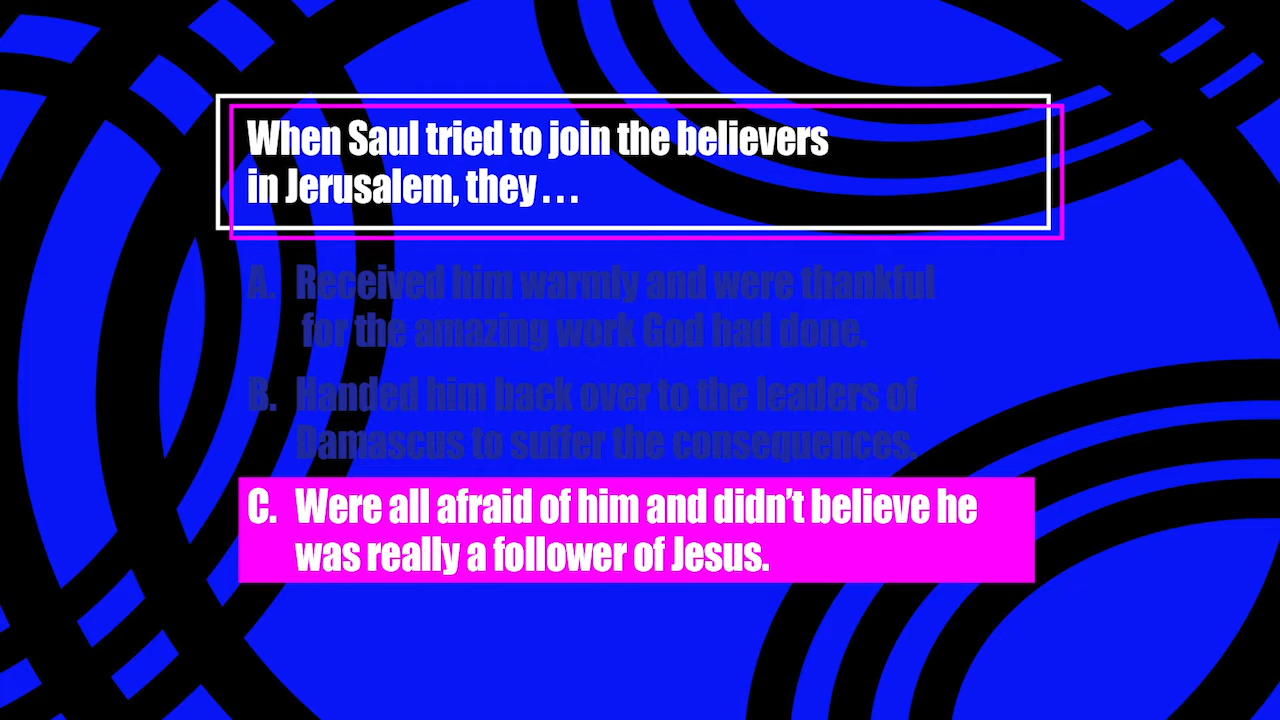 When Saul tried to join the believers
in Jerusalem, they . . .
A. Received him warmly and were thankful
for the amazing work God had done.
B. Handed him back over to the leaders of
Damascus to suffer the consequences.
C. Were all afraid of him and didn’t believe he
was really a follower of Jesus.